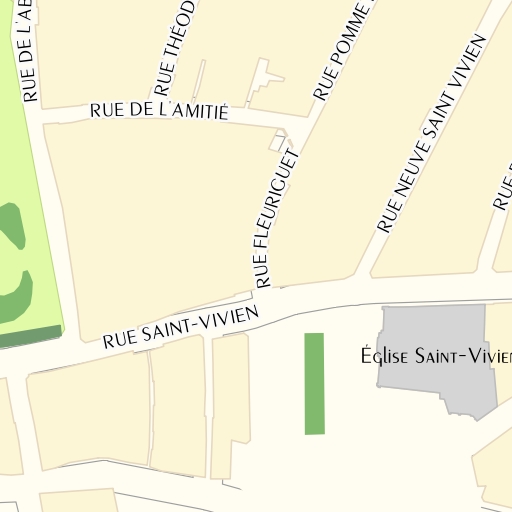 RUE DE L'AB
RUE THÉOD
RUE POMME
RUE DE L'AMITIÉ
RUE NEUVE SAINT VIVIEN
RUE FLEURIGUET
RUE
RUE SAINT-VIVIEN
Église Saint-Vivien